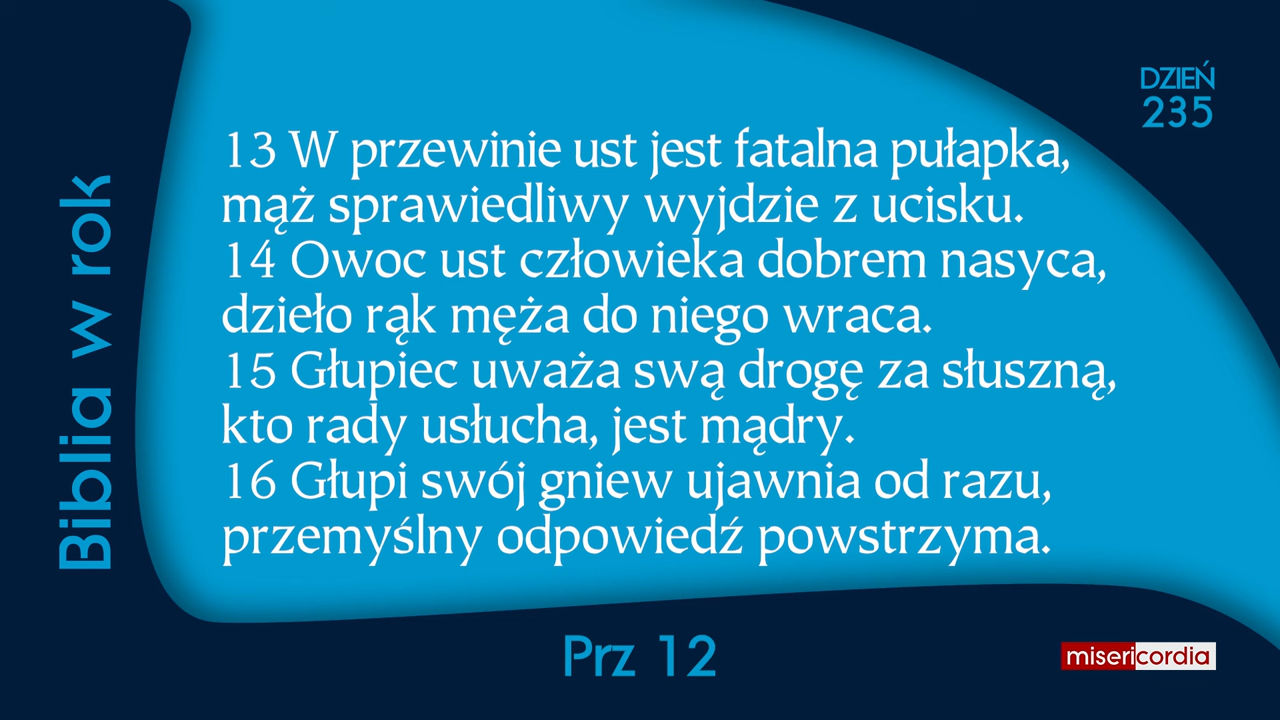 DZIEŃ
235
Biblia w rok
13 W przewinie ust jest fatalna pułapka,
mąż sprawiedliwy wyjdzie z ucisku.
14 Owoc ust człowieka dobrem nasyca,
dzieło rąk męża do niego wraca.
15 Głupiec uważa swą drogę za słuszną,
kto rady usłucha, jest mądry.
16 Głupi swój gniew ujawnia od razu,
przemyślny odpowiedź powstrzyma.
Prz 12
misericordia